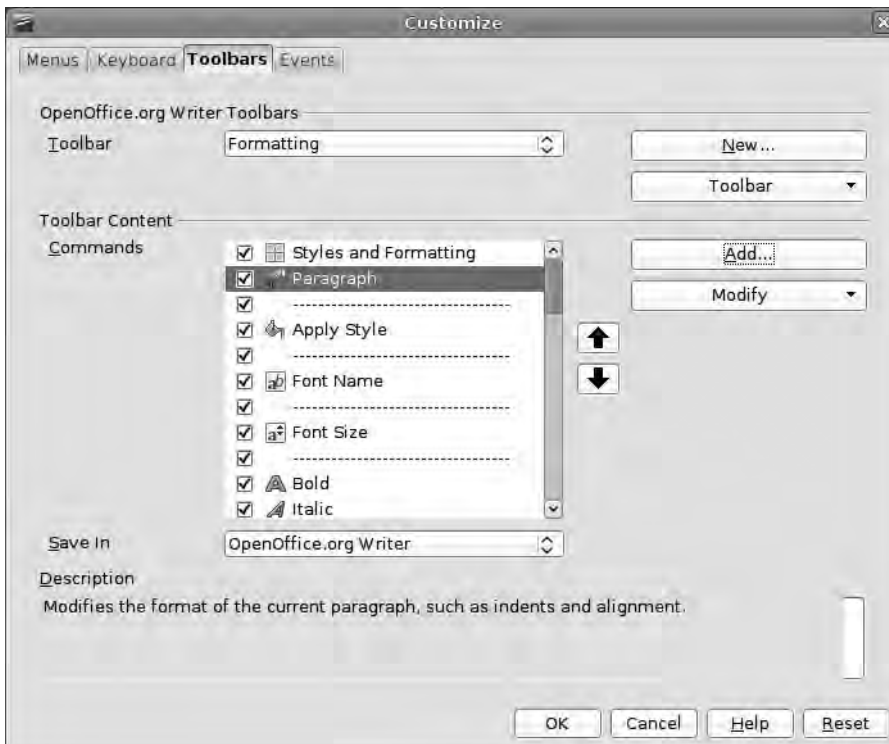 Customize
Menus Keyboard Toolbars Events
OpenOffice.org Writer Toolbars
Toolbar Formatting New...
Toolbar
Toolbar Content
Commands Styles and Formatting Add...
Paragraph
Modify
----------------------------------
Apply Style
----------------------------------
Font Name
----------------------------------
Font Size
----------------------------------
Bold
Italic
Save In OpenOffice.org Writer
Description
Modifies the format of the current paragraph, such as indents and alignment.
OK Cancel Help Reset